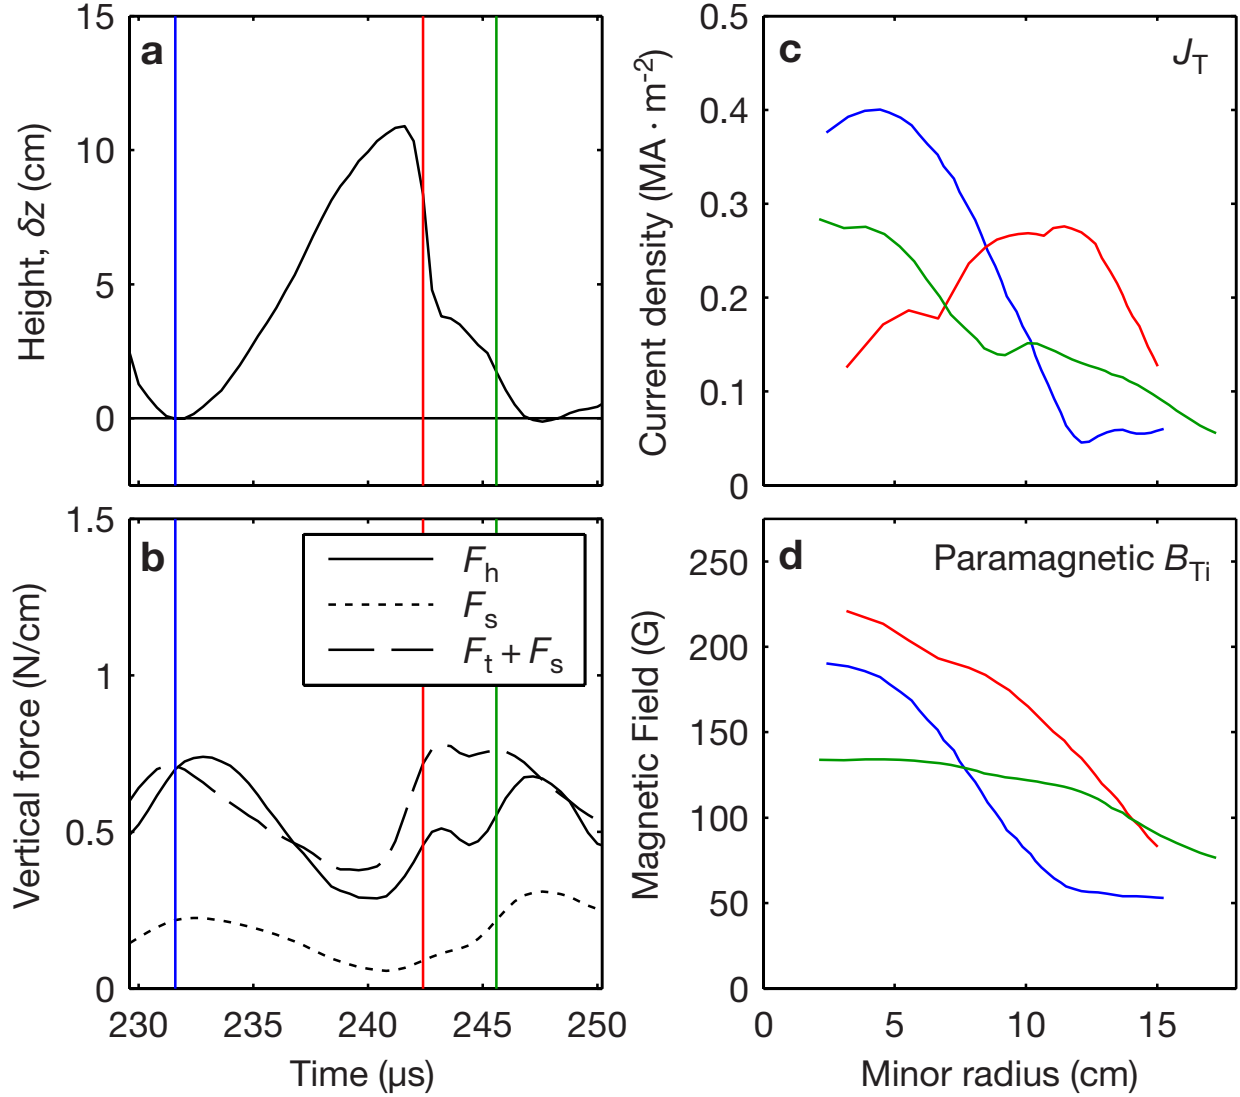 a
15
10
5
0
Height, δz (cm)
b
1.5
1
0.5
0
Vertical force (N/cm)
F_h
F_s
F_t + F_s
230 235 240 245 250
Time (μs)
c
J_T
0.5
0.4
0.3
0.2
0.1
0
Current density (MA · m⁻²)
d
Paramagnetic B_Ti
250
200
150
100
50
0
Magnetic Field (G)
0 5 10 15
Minor radius (cm)